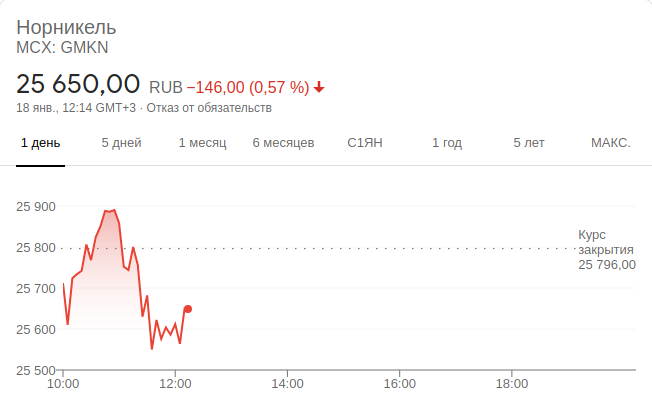 Норникель
MCX: GMKN
25 650,00 RUB −146,00 (0,57 %)
18 янв., 12:14 GMT+3 · Отказ от обязательств
1 день 5 дней 1 месяц 6 месяцев С1ЯН 1 год 5 лет МАКС.
25 900
Курс
закрытия
25 796,00
25 800
25 700
25 600
25 500
10:00 12:00 14:00 16:00 18:00